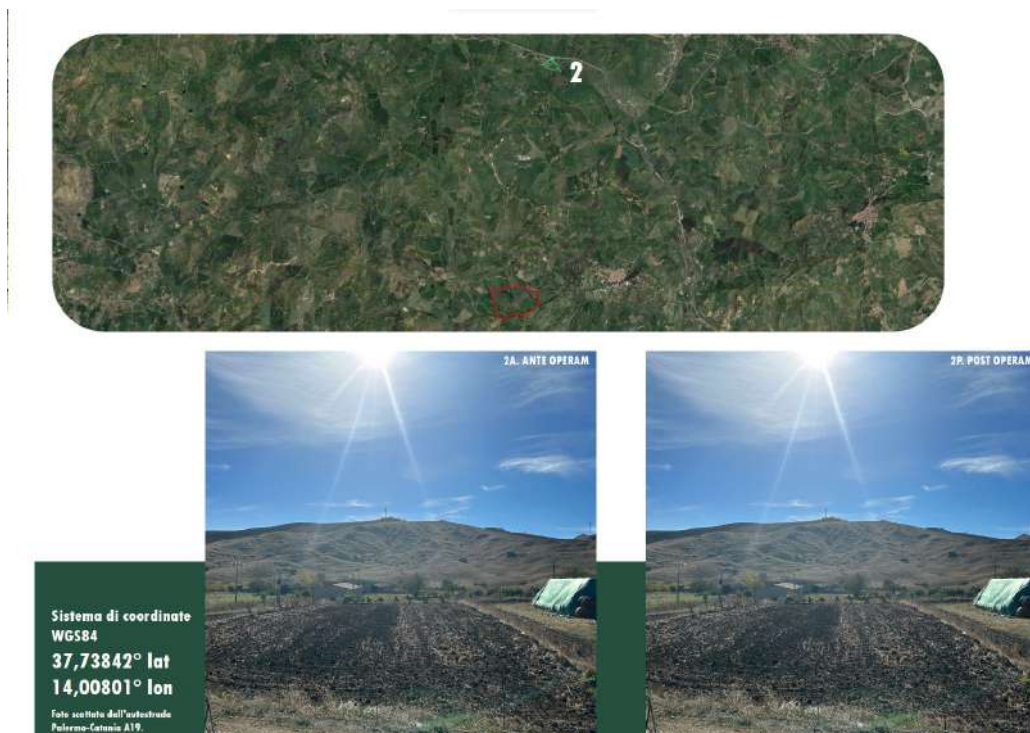 2
2A. ANTE OPERAM
2P. POST OPERAM
Sistema di coordinate
WGS84
37,73842° lat
14,00801° lon
Foto scattata dall'autostrada
Palermo-Catania A19.